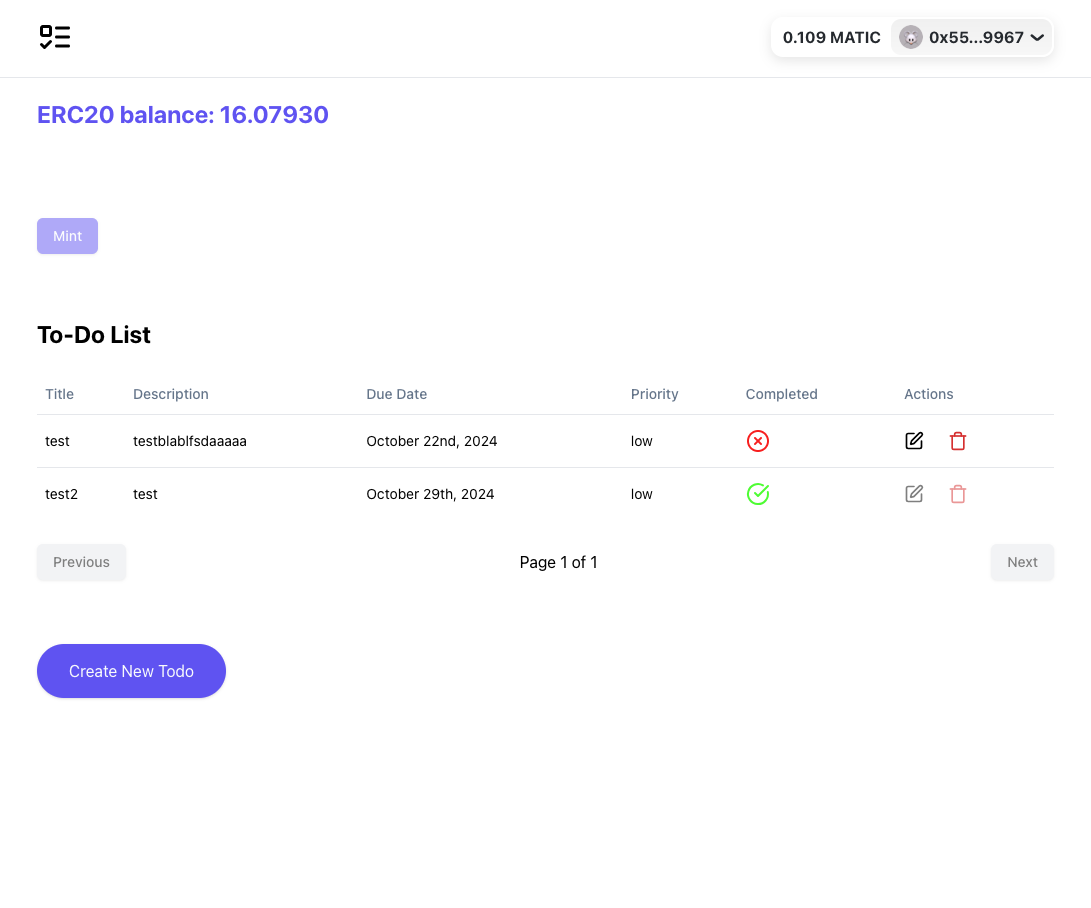 0.109 MATIC 0x55...9967
ERC20 balance: 16.07930
Mint
To-Do List
Title Description Due Date Priority Completed Actions
test testblablfsdaaaaa October 22nd, 2024 low
test2 test October 29th, 2024 low
Previous Page 1 of 1 Next
Create New Todo